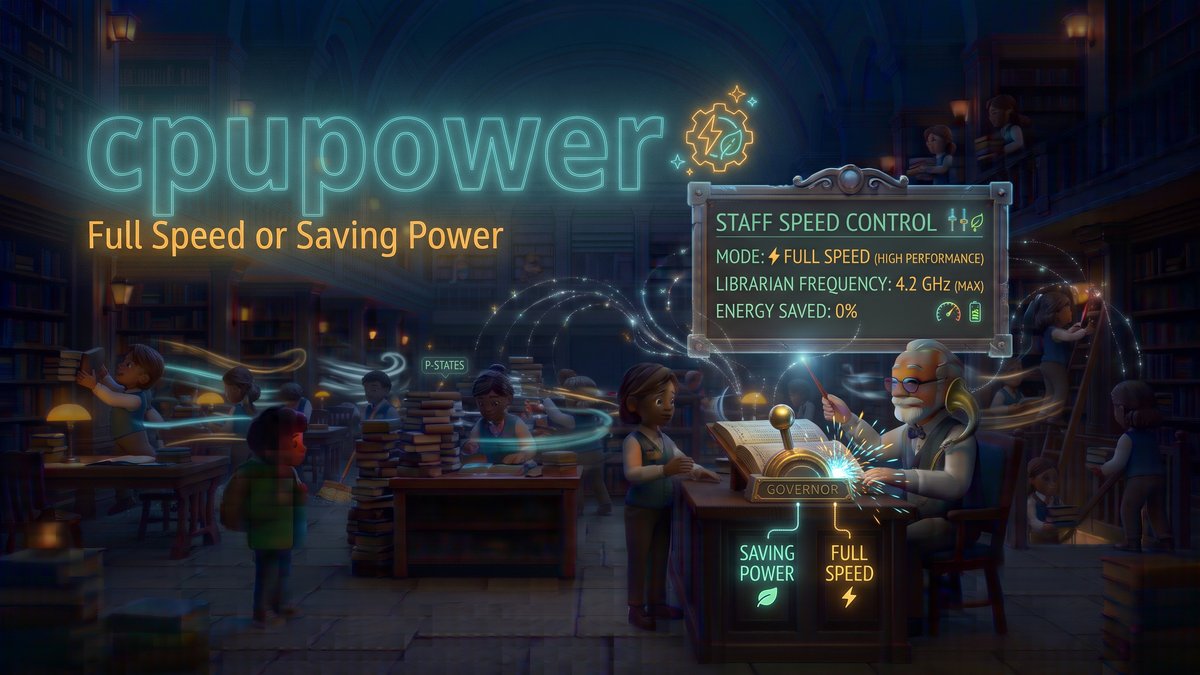 cpupower
Full Speed or Saving Power
STAFF SPEED CONTROL
MODE: FULL SPEED (HIGH PERFORMANCE)
LIBRARIAN FREQUENCY: 4.2 GHz (MAX)
ENERGY SAVED: 0%
P-STATES
GOVERNOR
SAVING POWER
FULL SPEED